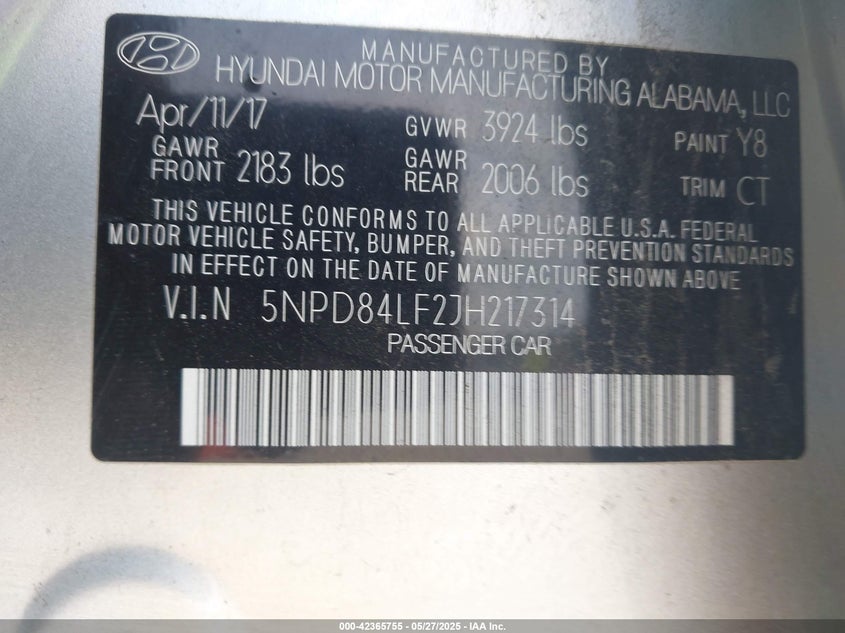 MANUFACTURED BY
HYUNDAI MOTOR MANUFACTURING ALABAMA, LLC
Apr/11/17 GVWR 3924 lbs PAINT Y8
GAWR FRONT 2183 lbs GAWR REAR 2006 lbs TRIM CT
THIS VEHICLE CONFORMS TO ALL APPLICABLE U.S.A. FEDERAL
MOTOR VEHICLE SAFETY, BUMPER, AND THEFT PREVENTION STANDARDS
IN EFFECT ON THE DATE OF MANUFACTURE SHOWN ABOVE
V.I.N 5NPD84LF2JH217314
PASSENGER CAR
000-42365755 - 05/27/2025 - IAA Inc.